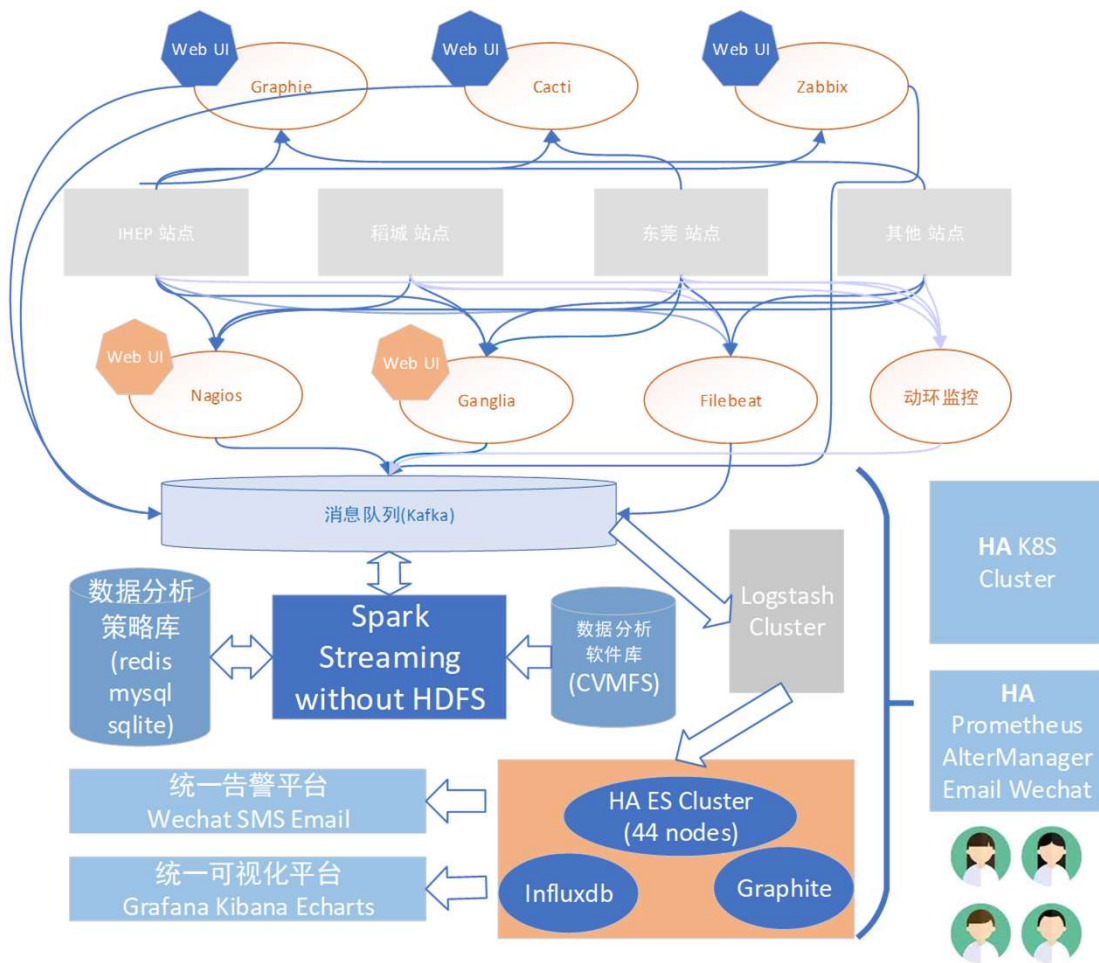 Web UI
Graphie
Web UI
Cacti
Web UI
Zabbix
IHEP 站点
稻城 站点
东莞 站点
其他 站点
Web UI
Nagios
Web UI
Ganglia
Filebeat
动环监控
消息队列(Kafka)
数据分析
策略库
(redis
mysql
sqlite)
Spark
Streaming
without HDFS
数据分析
软件库
(CVMFS)
Logstash
Cluster
HA K8S
Cluster
HA
Prometheus
AlterManager
Email Wechat
统一告警平台
Wechat SMS Email
统一可视化平台
Grafana Kibana Echarts
HA ES Cluster
(44 nodes)
Influxdb
Graphite